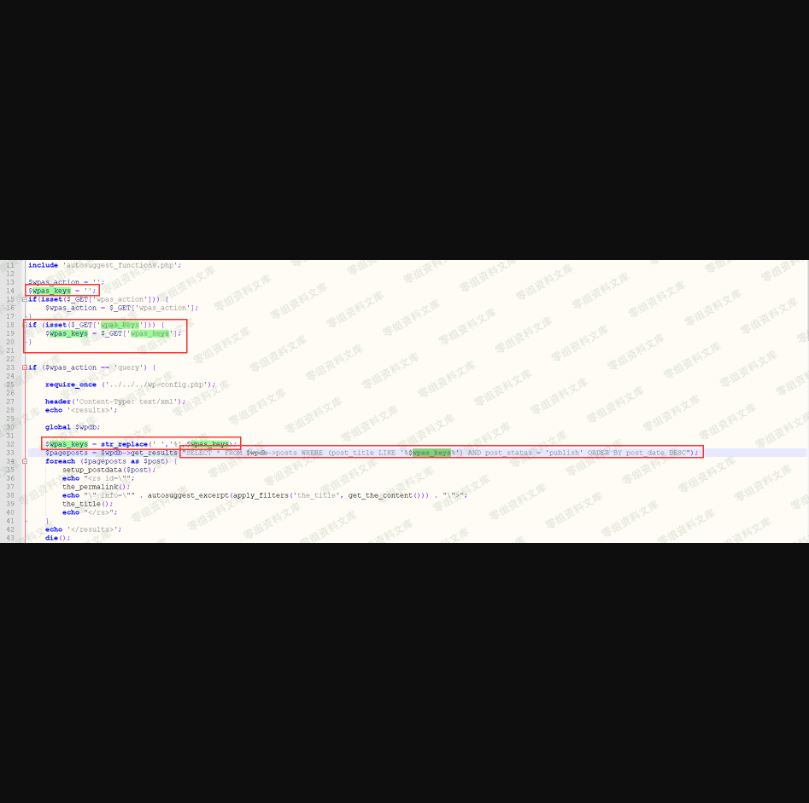 11 include 'autosuggest_functions.php';
12
13 $wpas_action = '';
14 $wpas_keys = '';
15 if(isset($_GET['wpas_action'])) {
16 $wpas_action = $_GET['wpas_action'];
17 }
18 if (isset($_GET['wpas_keys'])) {
19 $wpas_keys = $_GET['wpas_keys'];
20 }
21
22
23 if ($wpas_action == 'query') {
24
25 require_once ('../../../wp-config.php');
26
27 header('Content-Type: text/xml');
28 echo '<results>';
29
30 global $wpdb;
31
32 $wpas_keys = str_replace(' ','%', $wpas_keys);
33 $pageposts = $wpdb->get_results("SELECT * FROM $wpdb->posts WHERE (post_title LIKE '%$wpas_keys%') AND post_status = 'publish' ORDER BY post_date DESC");
34 foreach ($pageposts as $post) {
35 setup_postdata($post);
36 echo "<rs id=\"";
37 the_permalink();
38 echo "\" info=\"" . autosuggest_excerpt(apply_filters('the_title', get_the_content())) . "\">";
39 the_title();
40 echo "</rs>";
41 }
42 echo '</results>';
43 die();
零组资料文库